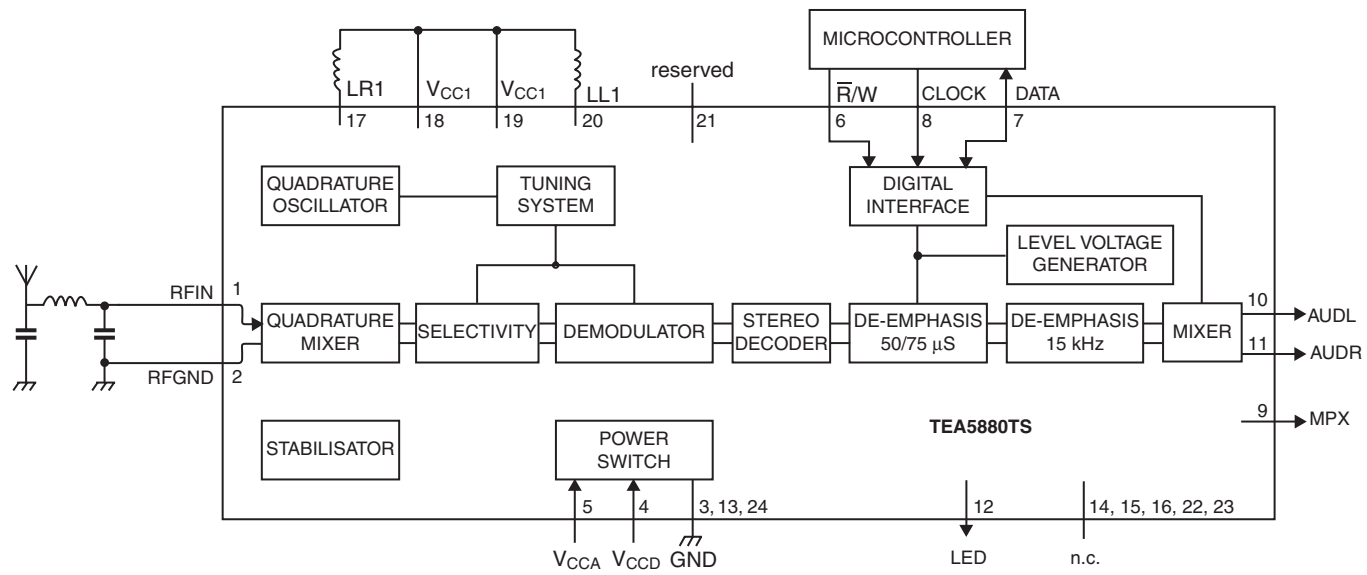 MICROCONTROLLER
reserved
LR1 VCC1 VCC1 LL1 R̅/W CLOCK DATA
17 18 19 20 21 6 8 7
QUADRATURE
OSCILLATOR
TUNING
SYSTEM
DIGITAL
INTERFACE
LEVEL VOLTAGE
GENERATOR
RFIN 1
QUADRATURE
MIXER
SELECTIVITY
DEMODULATOR
STEREO
DECODER
DE-EMPHASIS
50/75 μS
DE-EMPHASIS
15 kHz
MIXER
10 AUDL
11 AUDR
RFGND 2
9 MPX
TEA5880TS
STABILISATOR
POWER
SWITCH
5 4 3, 13, 24 12 14, 15, 16, 22, 23
VCCA VCCD GND LED n.c.